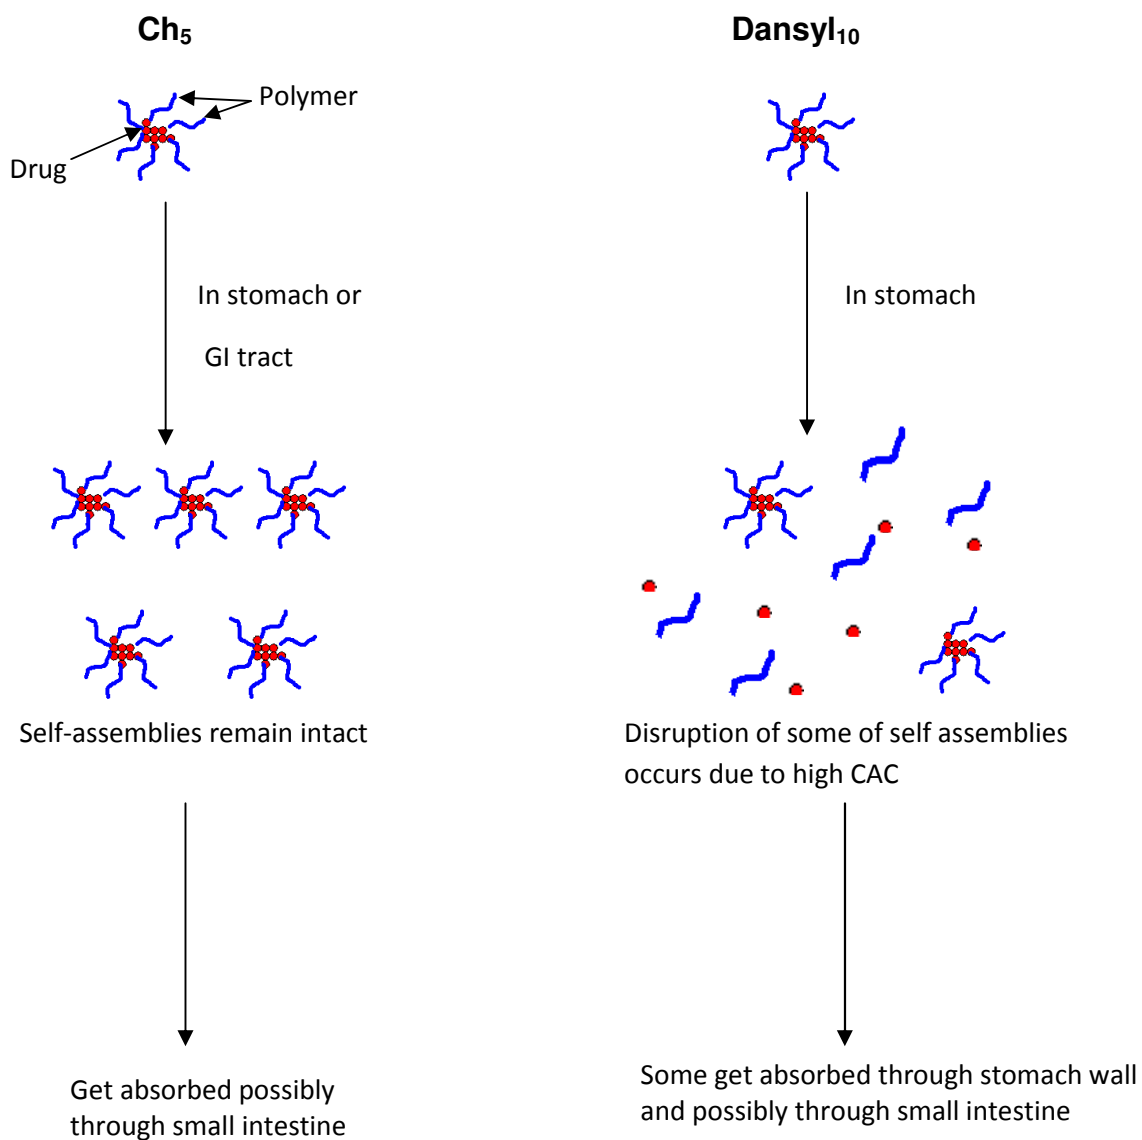 Ch5
Dansyl10
Polymer
Drug
In stomach or
GI tract
In stomach
Self-assemblies remain intact
Disruption of some of self assemblies
occurs due to high CAC
Get absorbed possibly
through small intestine
Some get absorbed through stomach wall
and possibly through small intestine